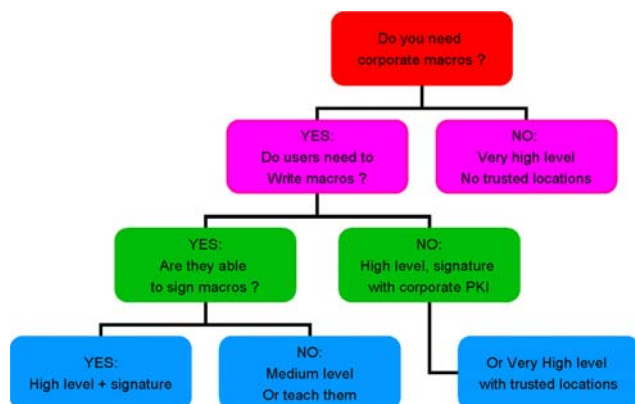 Do you need
corporate macros ?
YES:
Do users need to
Write macros ?
NO:
Very high level
No trusted locations
YES:
Are they able
to sign macros ?
NO:
High level, signature
with corporate PKI
YES:
High level + signature
NO:
Medium level
Or teach them
Or Very High level
with trusted locations